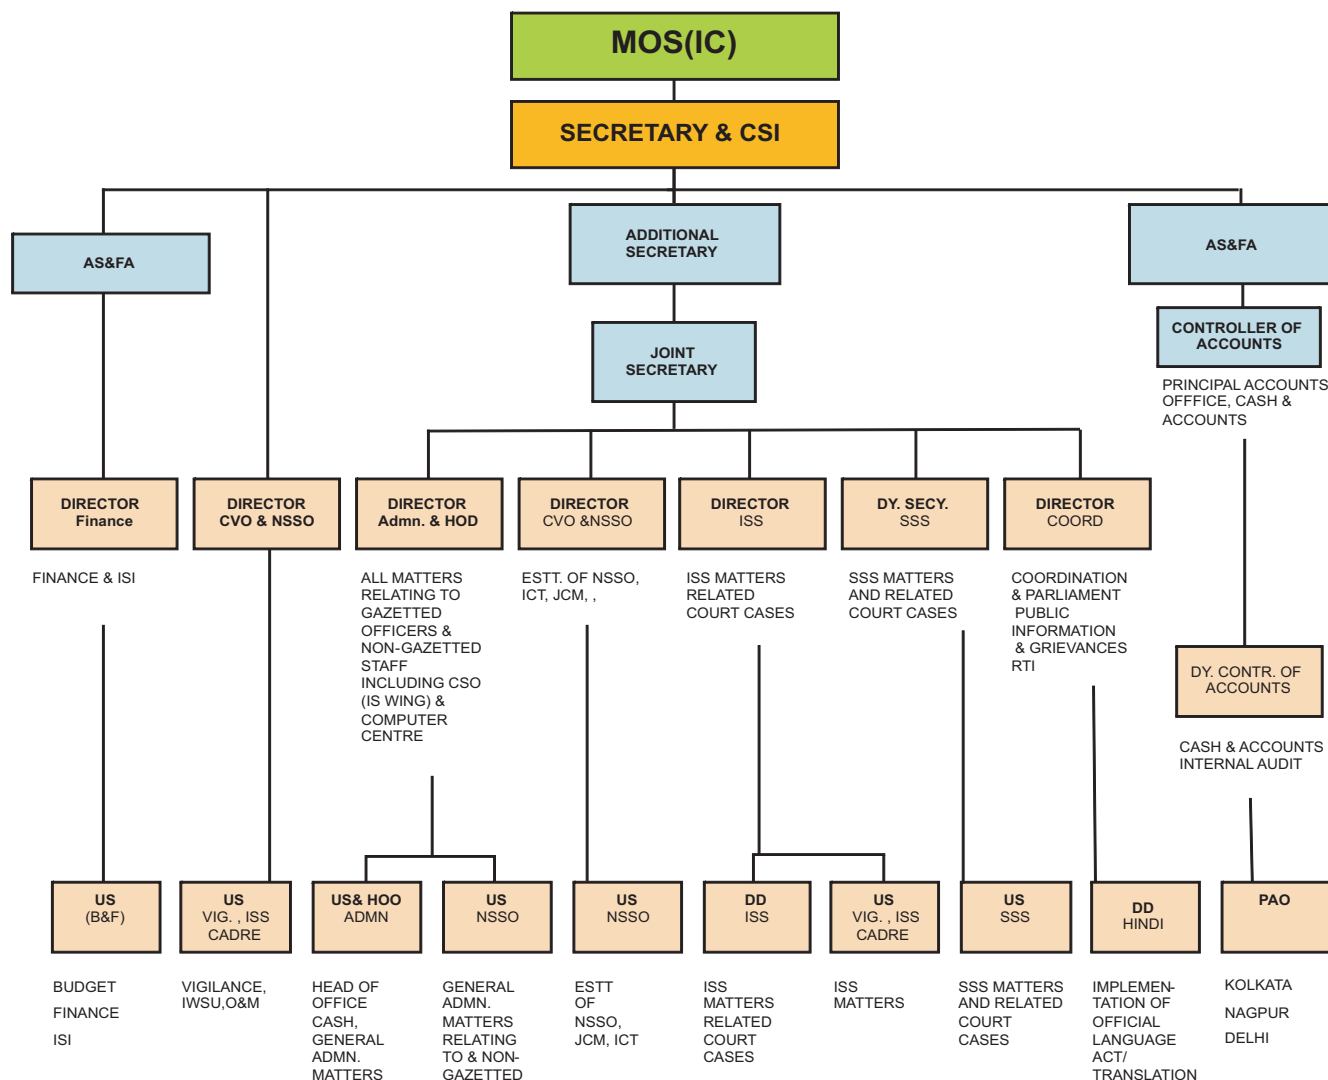 MOS(IC)
SECRETARY & CSI
AS&FA
ADDITIONAL
SECRETARY
AS&FA
JOINT
SECRETARY
CONTROLLER OF
ACCOUNTS
PRINCIPAL ACCOUNTS
OFFFICE, CASH &
ACCOUNTS
DIRECTOR
Finance
DIRECTOR
CVO & NSSO
DIRECTOR
Admn. & HOD
DIRECTOR
CVO &NSSO
DIRECTOR
ISS
DY. SECY.
SSS
DIRECTOR
COORD
FINANCE & ISI
ALL MATTERS
RELATING TO
GAZETTED
OFFICERS &
NON-GAZETTED
STAFF
INCLUDING CSO
(IS WING) &
COMPUTER
CENTRE
ESTT. OF NSSO,
ICT, JCM, ,
ISS MATTERS
RELATED
COURT CASES
SSS MATTERS
AND RELATED
COURT CASES
COORDINATION
& PARLIAMENT
PUBLIC
INFORMATION
& GRIEVANCES
RTI
DY. CONTR. OF
ACCOUNTS
CASH & ACCOUNTS
INTERNAL AUDIT
US
(B&F)
US
VIG. , ISS
CADRE
US& HOO
ADMN
US
NSSO
US
NSSO
DD
ISS
US
VIG. , ISS
CADRE
US
SSS
DD
HINDI
PAO
BUDGET
FINANCE
ISI
VIGILANCE,
IWSU,O&M
HEAD OF
OFFICE
CASH,
GENERAL
ADMN.
MATTERS
GENERAL
ADMN.
MATTERS
RELATING
TO & NON-
GAZETTED
ESTT
OF
NSSO,
JCM, ICT
ISS
MATTERS
RELATED
COURT
CASES
ISS
MATTERS
SSS MATTERS
AND RELATED
COURT
CASES
IMPLEMEN-
TATION OF
OFFICIAL
LANGUAGE
ACT/
TRANSLATION
KOLKATA
NAGPUR
DELHI